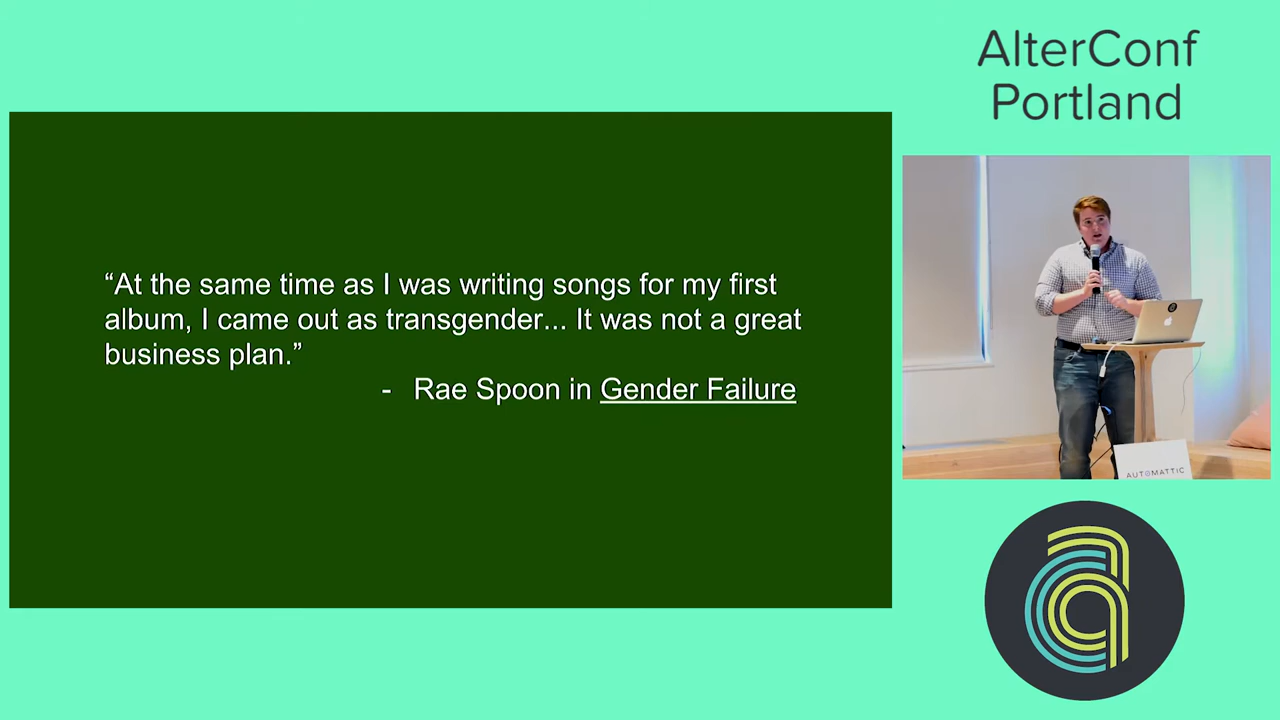 AlterConf
Portland
“At the same time as I was writing songs for my first
album, I came out as transgender... It was not a great
business plan.”
- Rae Spoon in Gender Failure
AUTOMATTIC